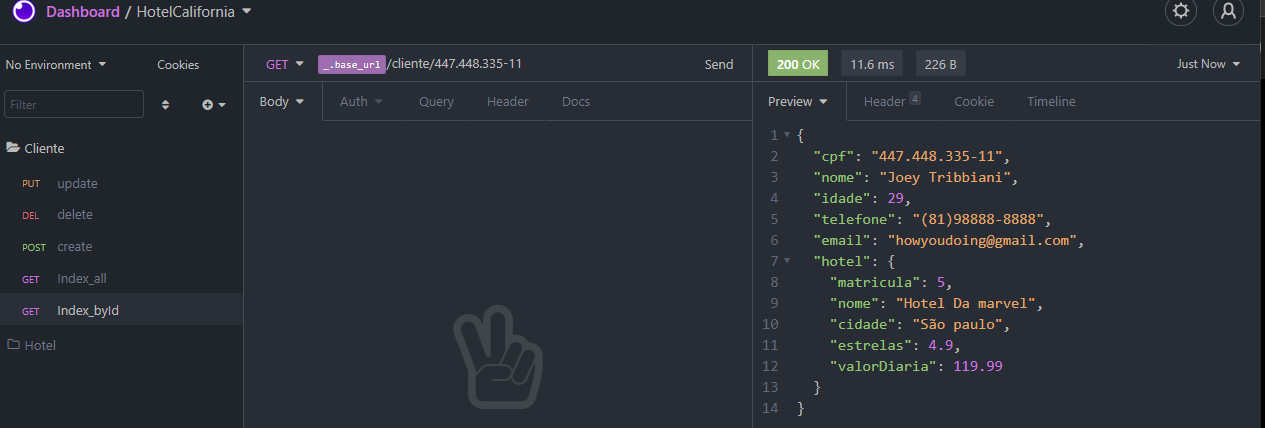 Dashboard / HotelCalifornia
No Environment Cookies
Filter
Cliente
PUT update
DEL delete
POST create
GET Index_all
GET Index_byId
Hotel
GET _.base_url/cliente/447.448.335-11 Send
Body Auth Query Header Docs
200 OK 11.6 ms 226 B Just Now
Preview Header 4 Cookie Timeline
1 {
2 "cpf": "447.448.335-11",
3 "nome": "Joey Tribbiani",
4 "idade": 29,
5 "telefone": "(81)98888-8888",
6 "email": "howyoudoing@gmail.com",
7 "hotel": {
8 "matricula": 5,
9 "nome": "Hotel Da marvel",
10 "cidade": "São paulo",
11 "estrelas": 4.9,
12 "valorDiaria": 119.99
13 }
14 }